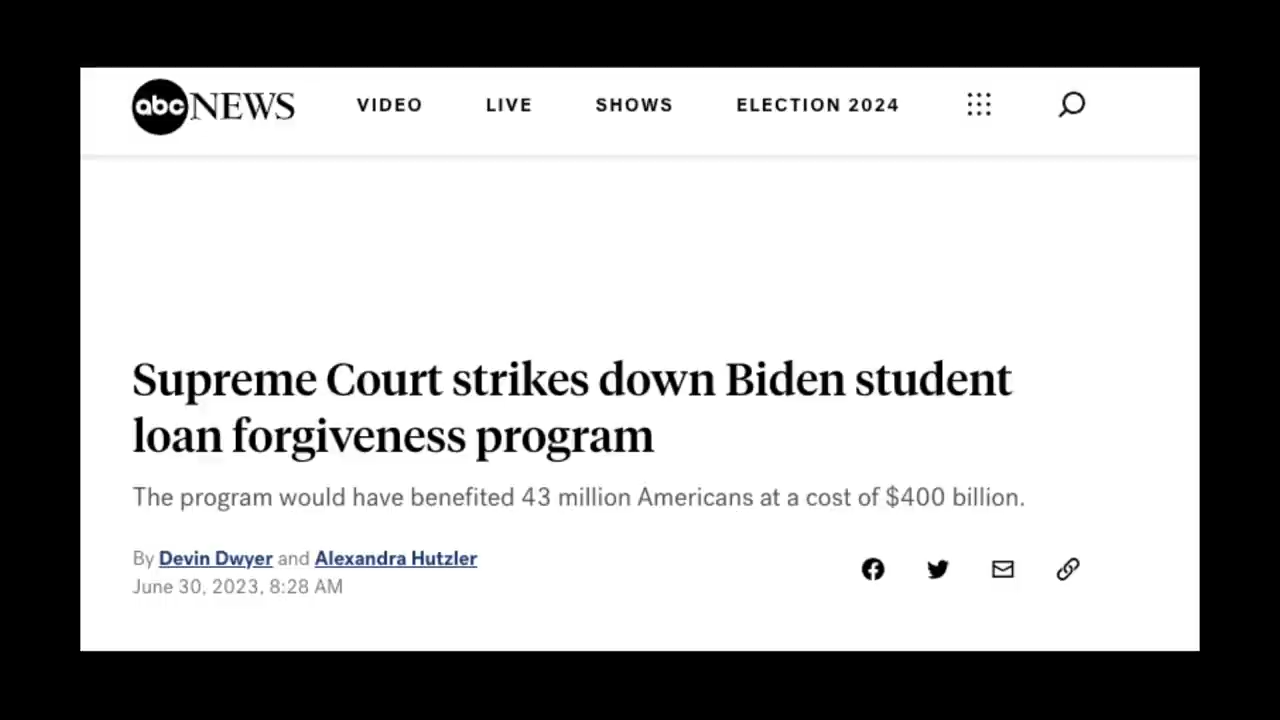 abc NEWS VIDEO LIVE SHOWS ELECTION 2024
Supreme Court strikes down Biden student
loan forgiveness program
The program would have benefited 43 million Americans at a cost of $400 billion.
By Devin Dwyer and Alexandra Hutzler
June 30, 2023, 8:28 AM